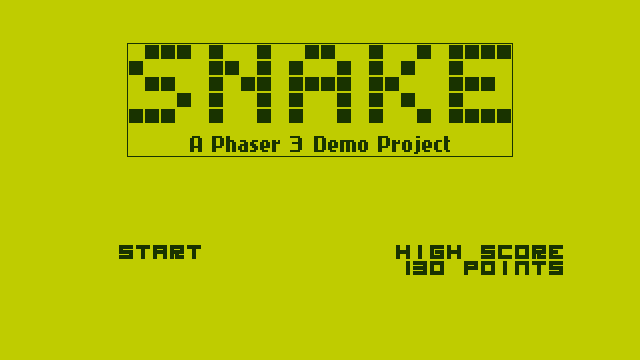 SNAKE
A Phaser 3 Demo Project
START
HIGH SCORE
130 POINTS